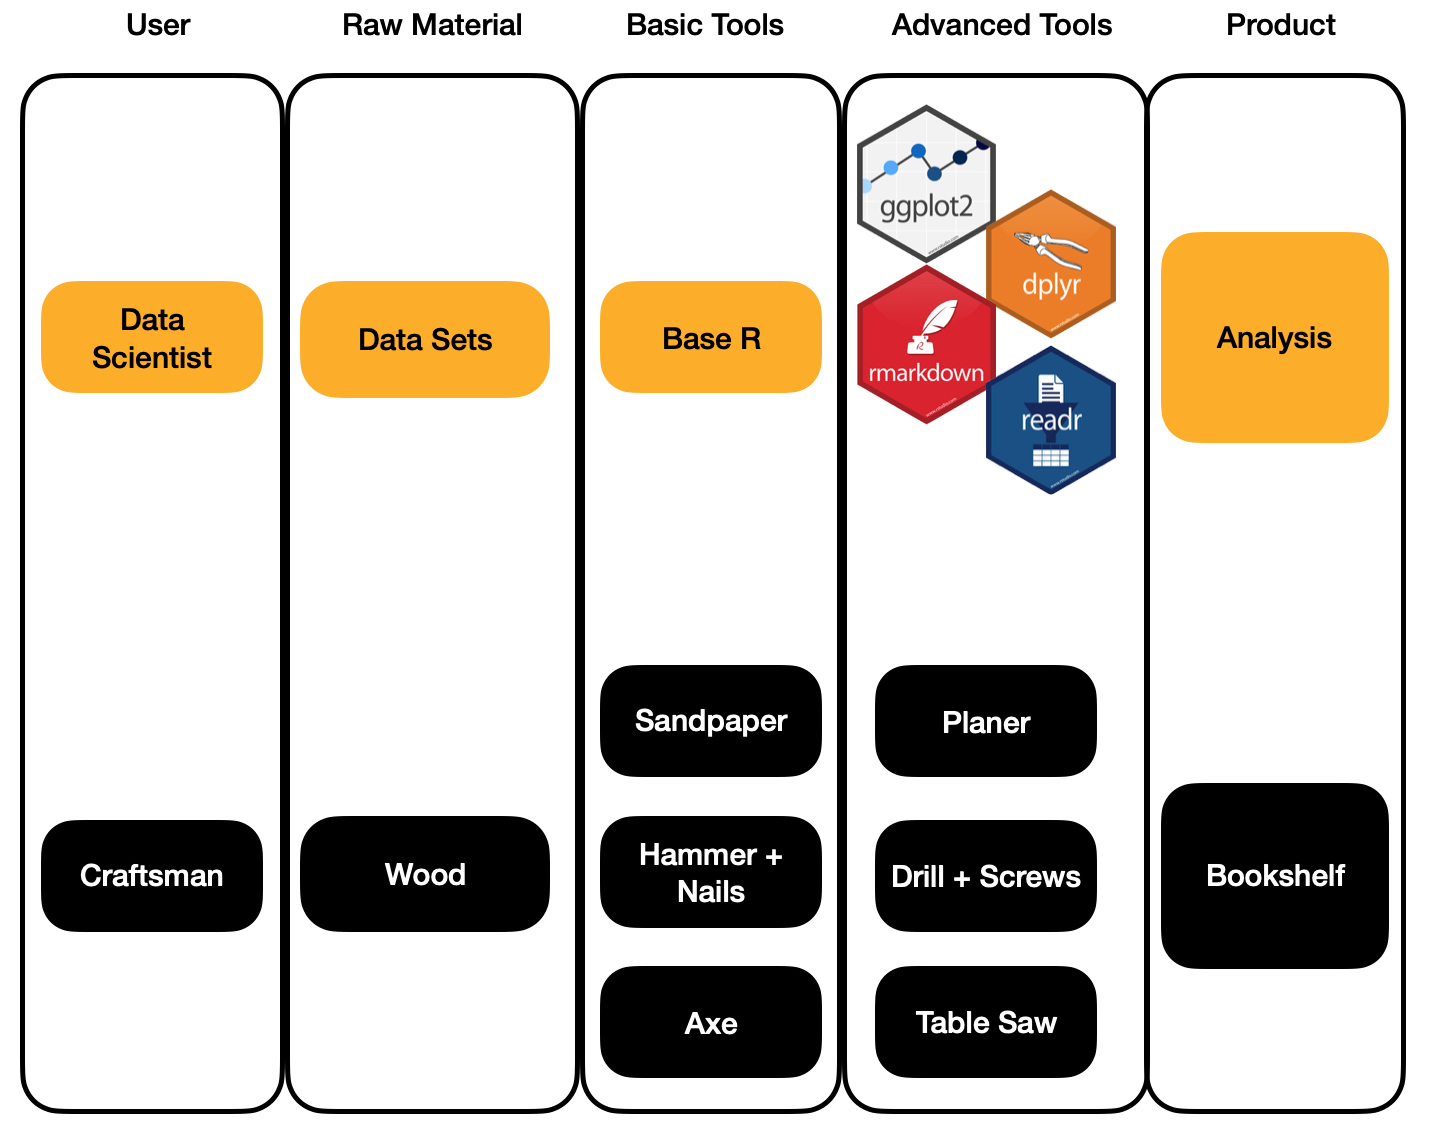 User
Raw Material
Basic Tools
Advanced Tools
Product
ggplot2
dplyr
Data
Scientist
Data Sets
Base R
rmarkdown
readr
Analysis
Sandpaper
Planer
Craftsman
Wood
Hammer +
Nails
Drill + Screws
Bookshelf
Axe
Table Saw